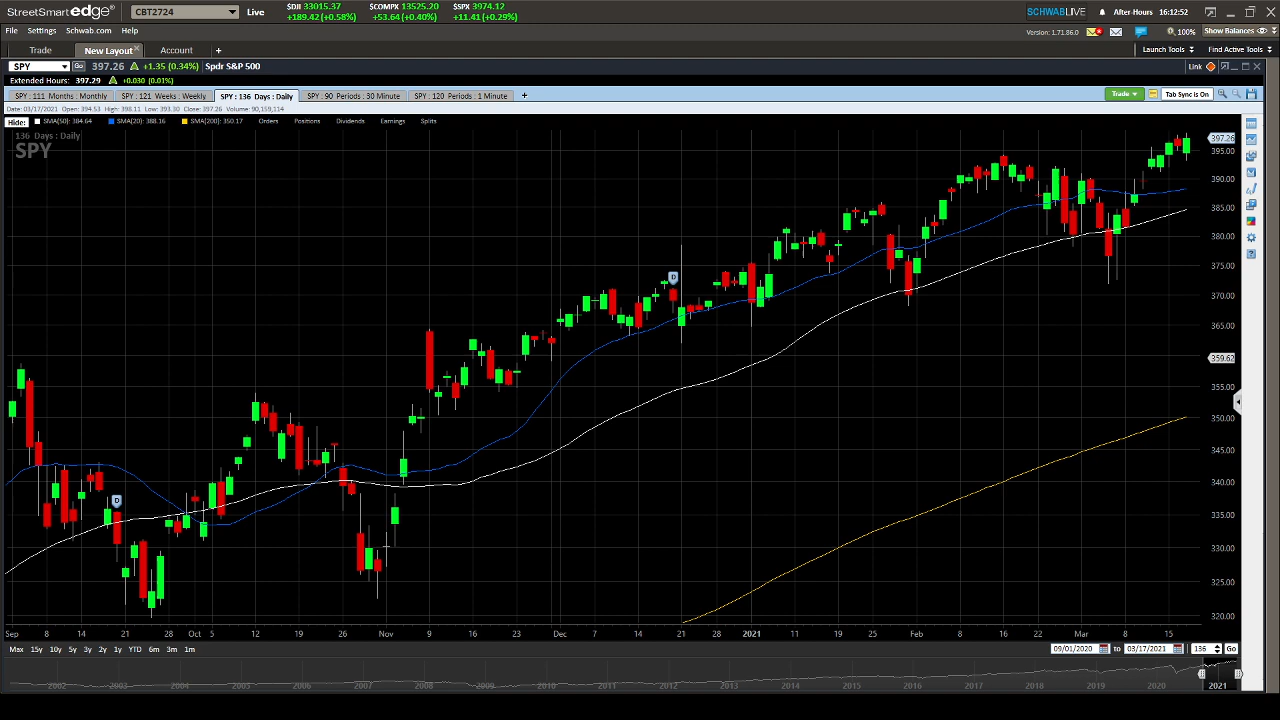 StreetSmart edge® CBT2724 Live $DJI 33015.37 $COMPX 13525.20 $SPX 3974.12 SCHWABLIVE After-Hours 16:12:52
+189.42 (+0.58%) +53.64 (+0.40%) +11.41 (+0.29%)
File Settings Schwab.com Help Version: 1.71.86.0 100% Show Balances
Trade New Layout Account + Launch Tools Find Active Tools
SPY Go 397.26 +1.35 (0.34%) Spdr S&P 500 Link
Extended Hours: 397.29 +0.030 (0.01%)
SPY : 111 Months : Monthly SPY : 121 Weeks : Weekly SPY : 136 Days : Daily SPY : 90 Periods : 30 Minute SPY : 120 Periods : 1 Minute + Trade Tab Sync is On
Date: 03/17/2021 Open: 394.53 High: 398.11 Low: 393.30 Close: 397.26 Volume: 90,159,114
Hide: SMA(50): 384.64 SMA(20): 388.16 SMA(200): 350.17 Orders Positions Dividends Earnings Splits
136 Days : Daily
SPY
397.26
395.00
390.00
385.00
380.00
375.00
D
370.00
365.00
359.62
355.00
350.00
345.00
340.00
D
335.00
330.00
325.00
320.00
Sep 8 14 21 28 Oct 5 12 19 26 Nov 9 16 23 Dec 7 14 21 28 2021 11 19 25 Feb 8 16 22 Mar 8 15
Max 15y 10y 5y 3y 2y 1y YTD 6m 3m 1m 09/01/2020 to 03/17/2021 136 Go
2002 2003 2004 2005 2006 2007 2008 2009 2010 2011 2012 2013 2014 2015 2016 2017 2018 2019 2020 2021